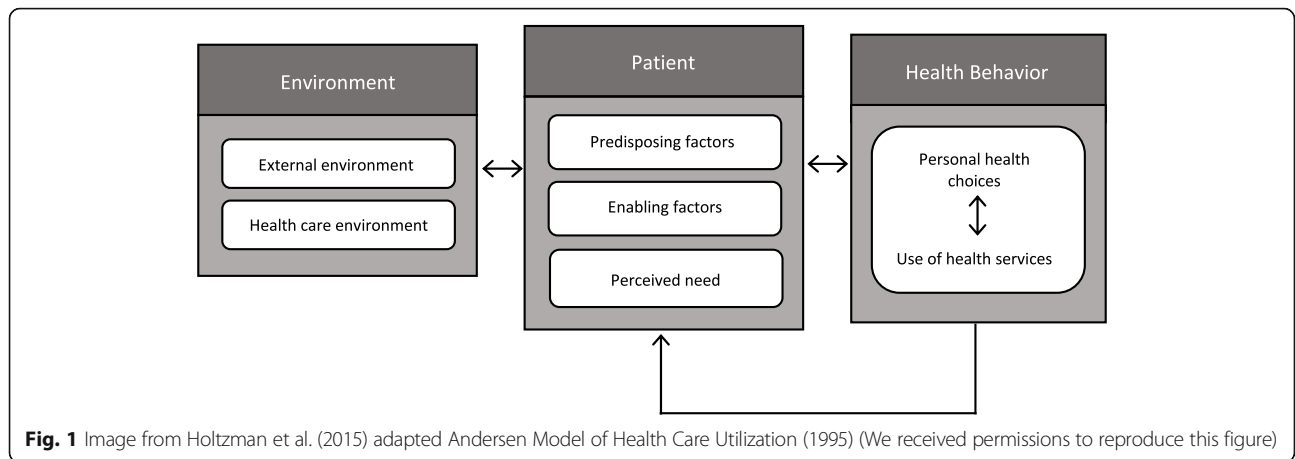 Environment
External environment
Health care environment
Patient
Predisposing factors
Enabling factors
Perceived need
Health Behavior
Personal health
choices
Use of health services
Fig. 1 Image from Holtzman et al. (2015) adapted Andersen Model of Health Care Utilization (1995) (We received permissions to reproduce this figure)